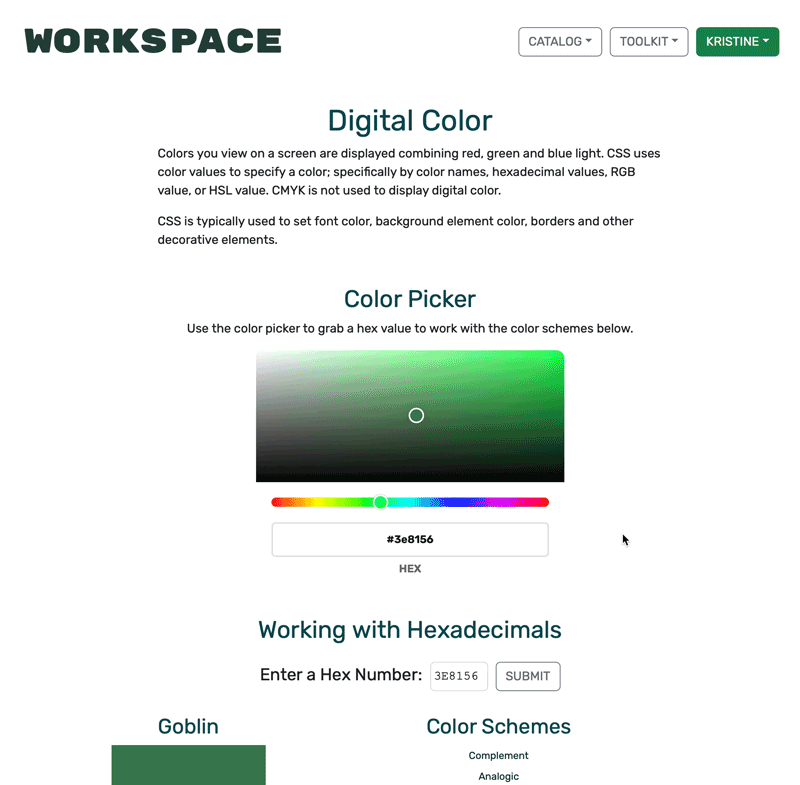 WORKSPACE
CATALOG
TOOLKIT
KRISTINE
Digital Color
Colors you view on a screen are displayed combining red, green and blue light. CSS uses
color values to specify a color; specifically by color names, hexadecimal values, RGB
value, or HSL value. CMYK is not used to display digital color.
CSS is typically used to set font color, background element color, borders and other
decorative elements.
Color Picker
Use the color picker to grab a hex value to work with the color schemes below.
#3e8156
HEX
Working with Hexadecimals
Enter a Hex Number: 3E8156 SUBMIT
Goblin
Color Schemes
Complement
Analogic